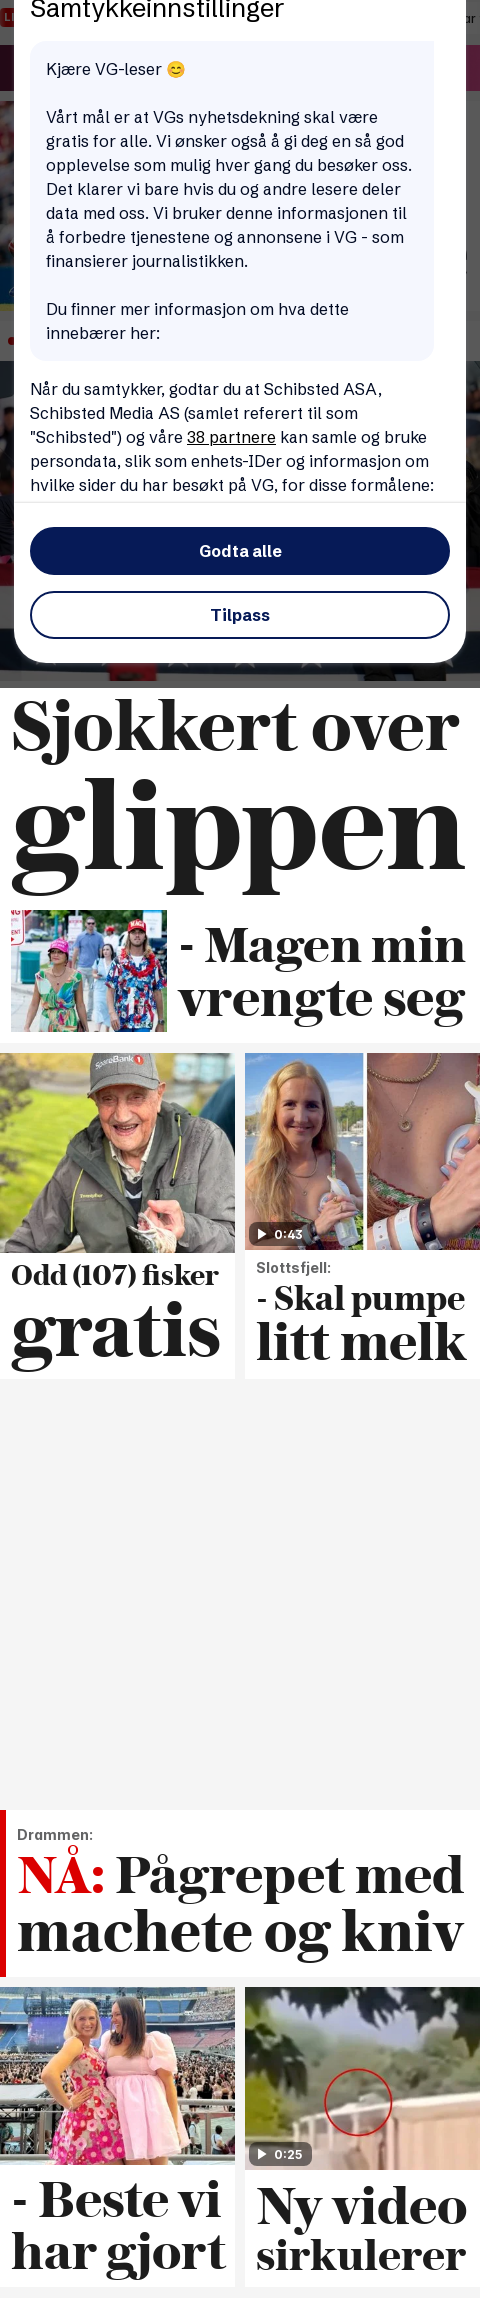 Samtykkeinnstillinger
Kjære VG-leser 😊
Vårt mål er at VGs nyhetsdekning skal være
gratis for alle. Vi ønsker også å gi deg en så god
opplevelse som mulig hver gang du besøker oss.
Det klarer vi bare hvis du og andre lesere deler
data med oss. Vi bruker denne informasjonen til
å forbedre tjenestene og annonsene i VG - som
finansierer journalistikken.
Du finner mer informasjon om hva dette
innebærer her:
Når du samtykker, godtar du at Schibsted ASA,
Schibsted Media AS (samlet referert til som
"Schibsted") og våre 38 partnere kan samle og bruke
persondata, slik som enhets-IDer og informasjon om
hvilke sider du har besøkt på VG, for disse formålene:
Godta alle
Tilpass
Sjokkert over
glippen
- Magen min
vrengte seg
SpareBank 1
0:43
Odd (107) fisker
gratis
Slottsfjell:
- Skal pumpe
litt melk
Drammen:
NÅ: Pågrepet med
machete og kniv
0:25
- Beste vi
har gjort
Ny video
sirkulerer